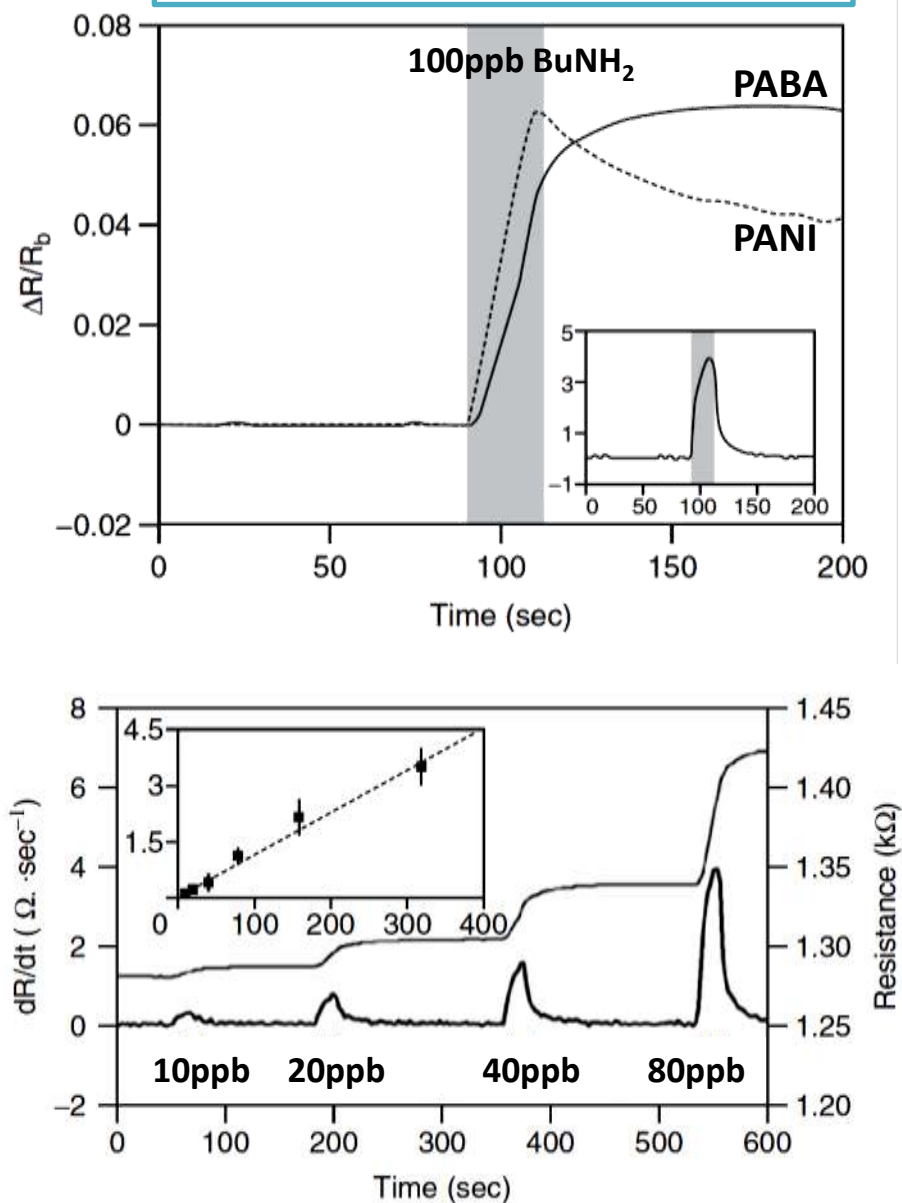 0.08
0.06
0.04
0.02
0
−0.02
ΔR/R_b
100ppb BuNH₂
PABA
PANI
5
3
1
−1
0 50 100 150 200
0 50 100 150 200
Time (sec)
8
6
4
2
0
−2
dR/dt ( Ω. ·sec⁻¹)
4.5
3
1.5
0 100 200 300 400
1.45
1.40
1.35
1.30
1.25
1.20
Resistance (kΩ)
10ppb 20ppb 40ppb 80ppb
0 100 200 300 400 500 600
Time (sec)